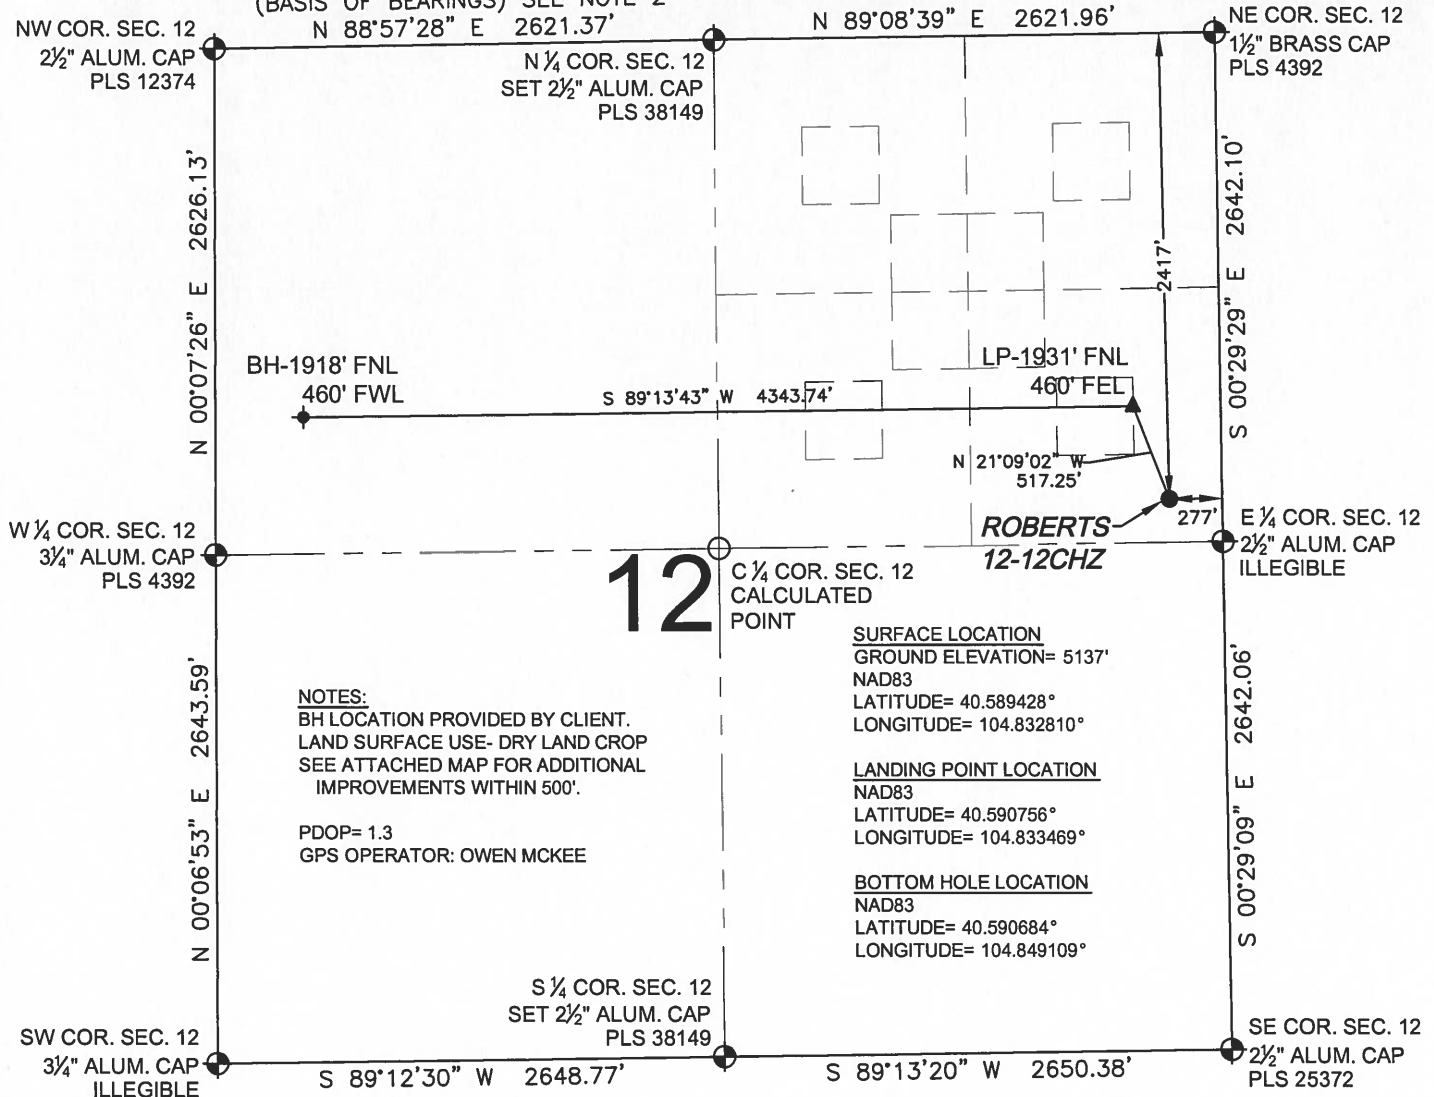 (BASIS OF BEARINGS) SEE NOTE 2
N 88°57'28" E 2621.37'
N 89°08'39" E 2621.96'
NW COR. SEC. 12
2½" ALUM. CAP
PLS 12374
N ¼ COR. SEC. 12
SET 2½" ALUM. CAP
PLS 38149
NE COR. SEC. 12
1½" BRASS CAP
PLS 4392
N 00°07'26" E 2626.13'
S 00°29'29" E 2642.10'
2417'
BH-1918' FNL
460' FWL
S 89°13'43" W 4343.74'
LP-1931' FNL
460' FEL
N 21°09'02" W
517.25'
277'
ROBERTS
12-12CHZ
W ¼ COR. SEC. 12
3¼" ALUM. CAP
PLS 4392
E ¼ COR. SEC. 12
2½" ALUM. CAP
ILLEGIBLE
12
C ¼ COR. SEC. 12
CALCULATED
POINT
N 00°06'53" E 2643.59'
S 00°29'09" E 2642.06'
NOTES:
BH LOCATION PROVIDED BY CLIENT.
LAND SURFACE USE- DRY LAND CROP
SEE ATTACHED MAP FOR ADDITIONAL
IMPROVEMENTS WITHIN 500'.
PDOP= 1.3
GPS OPERATOR: OWEN MCKEE
SURFACE LOCATION
GROUND ELEVATION= 5137'
NAD83
LATITUDE= 40.589428°
LONGITUDE= 104.832810°
LANDING POINT LOCATION
NAD83
LATITUDE= 40.590756°
LONGITUDE= 104.833469°
BOTTOM HOLE LOCATION
NAD83
LATITUDE= 40.590684°
LONGITUDE= 104.849109°
SW COR. SEC. 12
3¼" ALUM. CAP
ILLEGIBLE
S ¼ COR. SEC. 12
SET 2½" ALUM. CAP
PLS 38149
SE COR. SEC. 12
2½" ALUM. CAP
PLS 25372
S 89°12'30" W 2648.77'
S 89°13'20" W 2650.38'